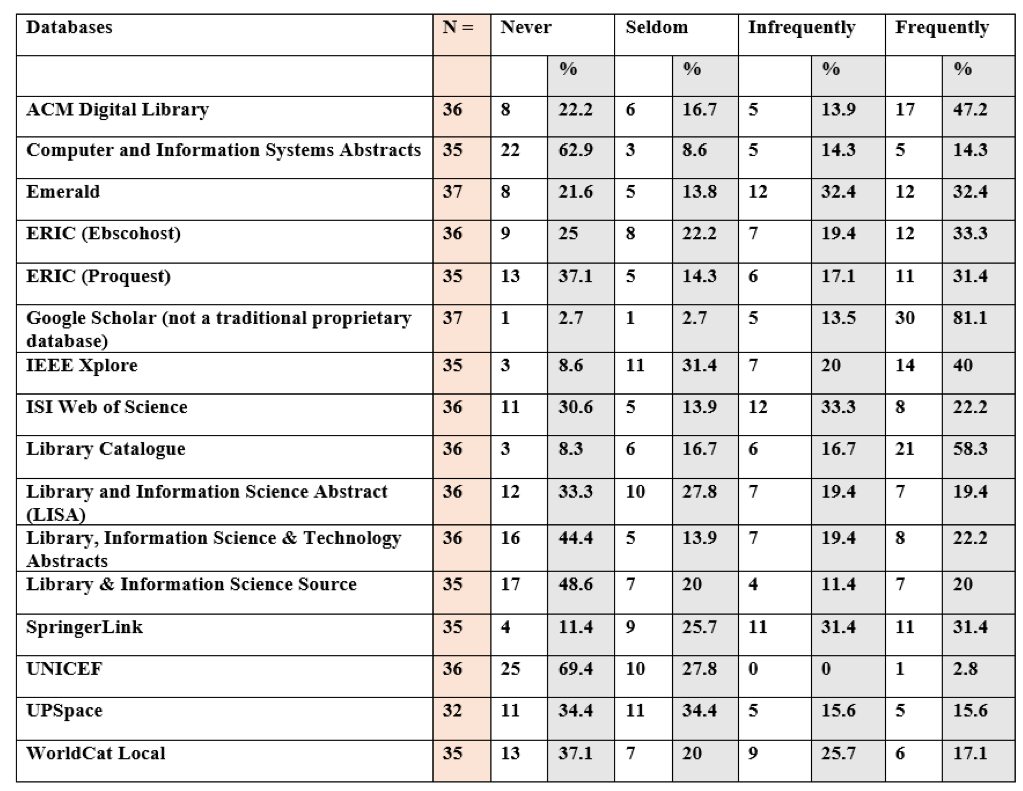 Databases N = Never Seldom Infrequently Frequently
% % % %
ACM Digital Library 36 8 22.2 6 16.7 5 13.9 17 47.2
Computer and Information Systems Abstracts 35 22 62.9 3 8.6 5 14.3 5 14.3
Emerald 37 8 21.6 5 13.8 12 32.4 12 32.4
ERIC (Ebscohost) 36 9 25 8 22.2 7 19.4 12 33.3
ERIC (Proquest) 35 13 37.1 5 14.3 6 17.1 11 31.4
Google Scholar (not a traditional proprietary 37 1 2.7 1 2.7 5 13.5 30 81.1
database)
IEEE Xplore 35 3 8.6 11 31.4 7 20 14 40
ISI Web of Science 36 11 30.6 5 13.9 12 33.3 8 22.2
Library Catalogue 36 3 8.3 6 16.7 6 16.7 21 58.3
Library and Information Science Abstract 36 12 33.3 10 27.8 7 19.4 7 19.4
(LISA)
Library, Information Science & Technology 36 16 44.4 5 13.9 7 19.4 8 22.2
Abstracts
Library & Information Science Source 35 17 48.6 7 20 4 11.4 7 20
SpringerLink 35 4 11.4 9 25.7 11 31.4 11 31.4
UNICEF 36 25 69.4 10 27.8 0 0 1 2.8
UPSpace 32 11 34.4 11 34.4 5 15.6 5 15.6
WorldCat Local 35 13 37.1 7 20 9 25.7 6 17.1